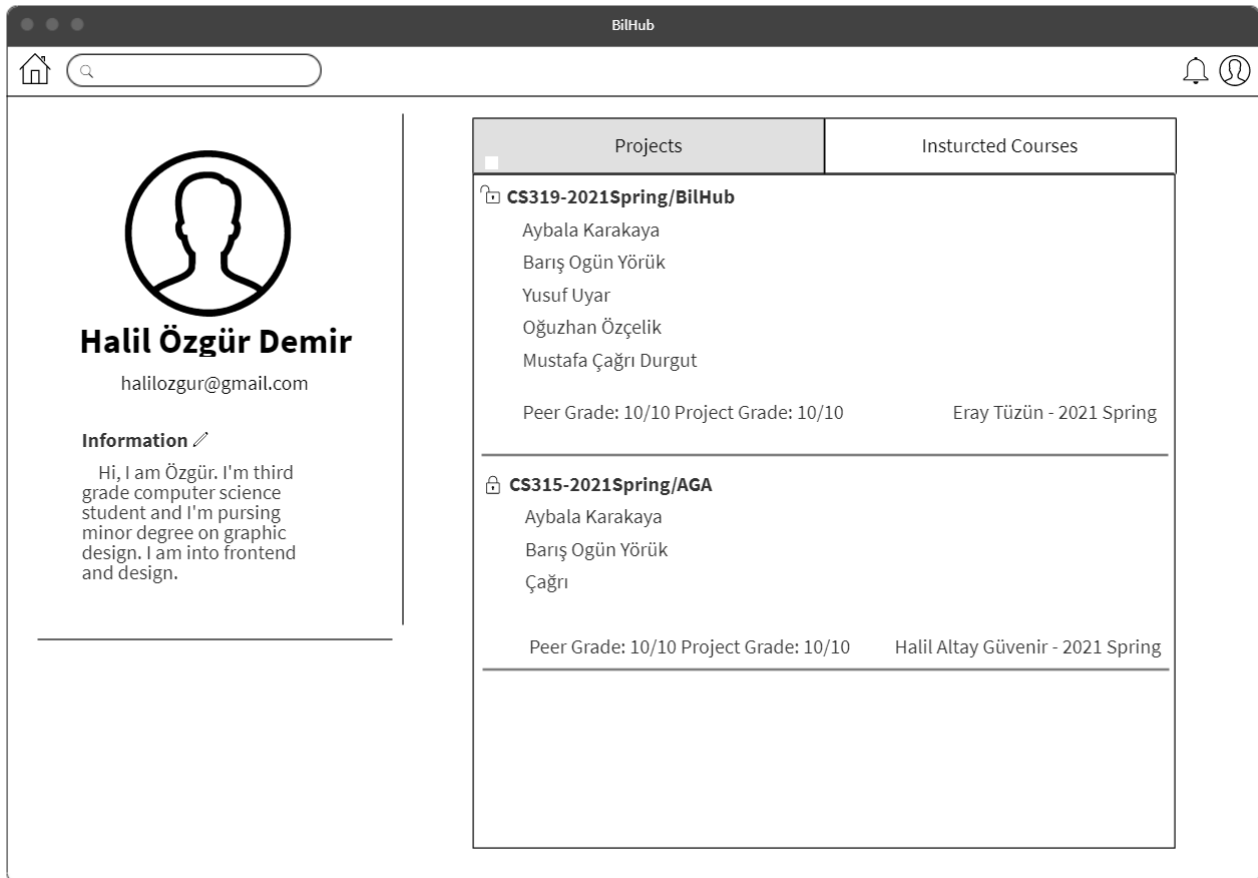 BilHub
Halil Özgür Demir
halilozgur@gmail.com
Information
Hi, I am Özgür. I'm third
grade computer science
student and I'm pursing
minor degree on graphic
design. I am into frontend
and design.
Projects
Insturcted Courses
CS319-2021Spring/BilHub
Aybala Karakaya
Barış Ogün Yörük
Yusuf Uyar
Oğuzhan Özçelik
Mustafa Çağrı Durgut
Peer Grade: 10/10 Project Grade: 10/10
Eray Tüzün - 2021 Spring
CS315-2021Spring/AGA
Aybala Karakaya
Barış Ogün Yörük
Çağrı
Peer Grade: 10/10 Project Grade: 10/10
Halil Altay Güvenir - 2021 Spring